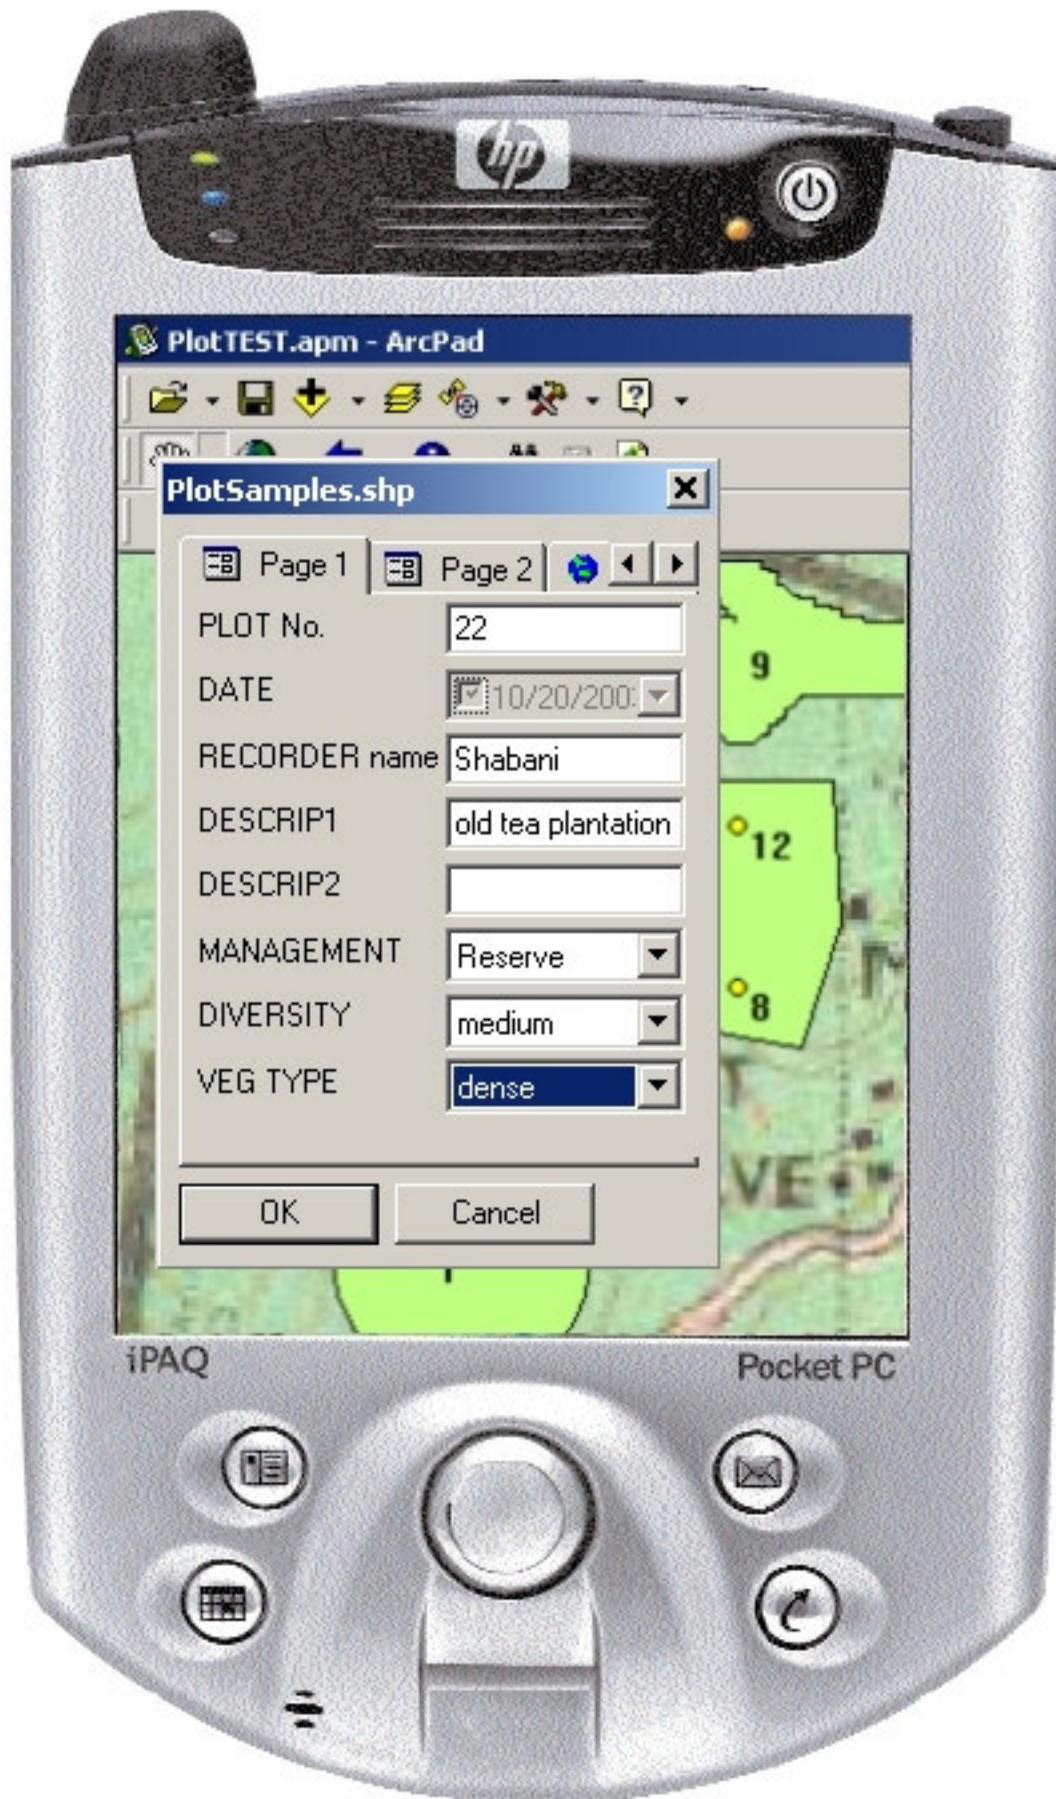 hp
PlotTEST.apm - ArcPad
PlotSamples.shp
Page 1 Page 2
PLOT No. 22
DATE 10/20/200
RECORDER name Shabani
DESCRIP1 old tea plantation
DESCRIP2
MANAGEMENT Reserve
DIVERSITY medium
VEG TYPE dense
OK Cancel
9
12
8
VE
iPAQ Pocket PC